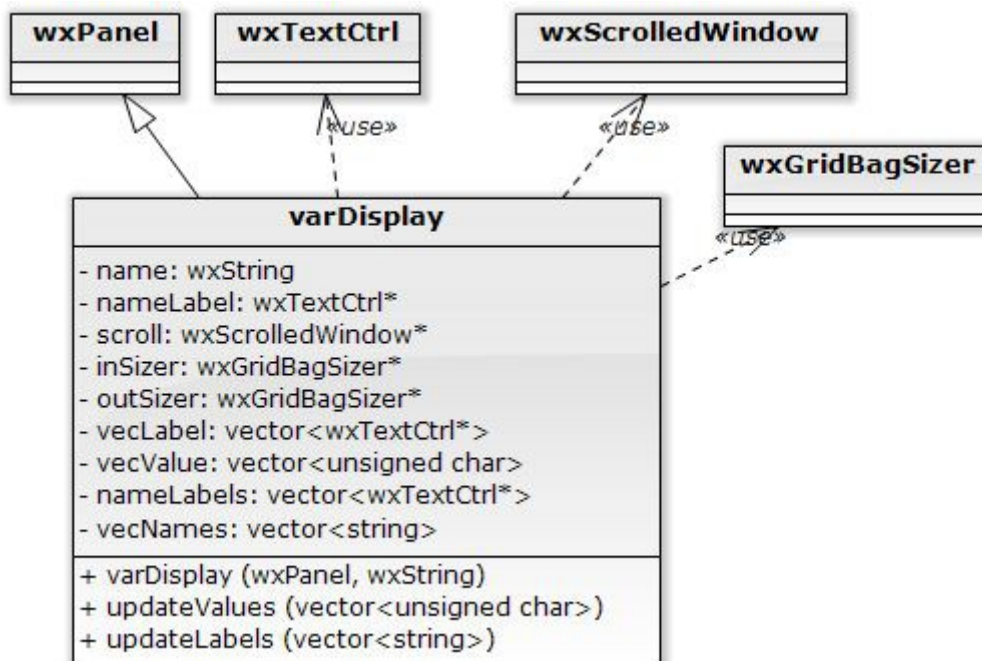 wxPanel
wxTextCtrl
wxScrolledWindow
«use»
«use»
wxGridBagSizer
«use»
varDisplay
- name: wxString
- nameLabel: wxTextCtrl*
- scroll: wxScrolledWindow*
- inSizer: wxGridBagSizer*
- outSizer: wxGridBagSizer*
- vecLabel: vector<wxTextCtrl*>
- vecValue: vector<unsigned char>
- nameLabels: vector<wxTextCtrl*>
- vecNames: vector<string>
+ varDisplay (wxPanel, wxString)
+ updateValues (vector<unsigned char>)
+ updateLabels (vector<string>)